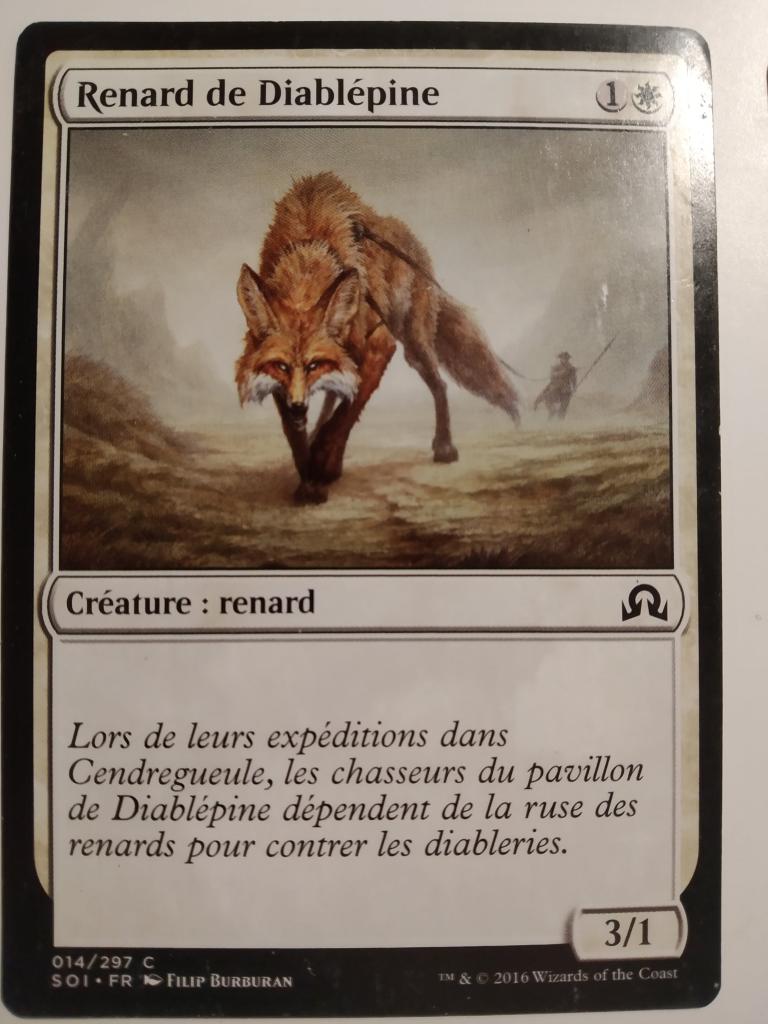 Renard de Diablépine 1
Créature : renard
Lors de leurs expéditions dans
Cendregueule, les chasseurs du pavillon
de Diablépine dépendent de la ruse des
renards pour contrer les diableries.
3/1
014/297 C
SOI • FR Filip Burburan
™ & © 2016 Wizards of the Coast